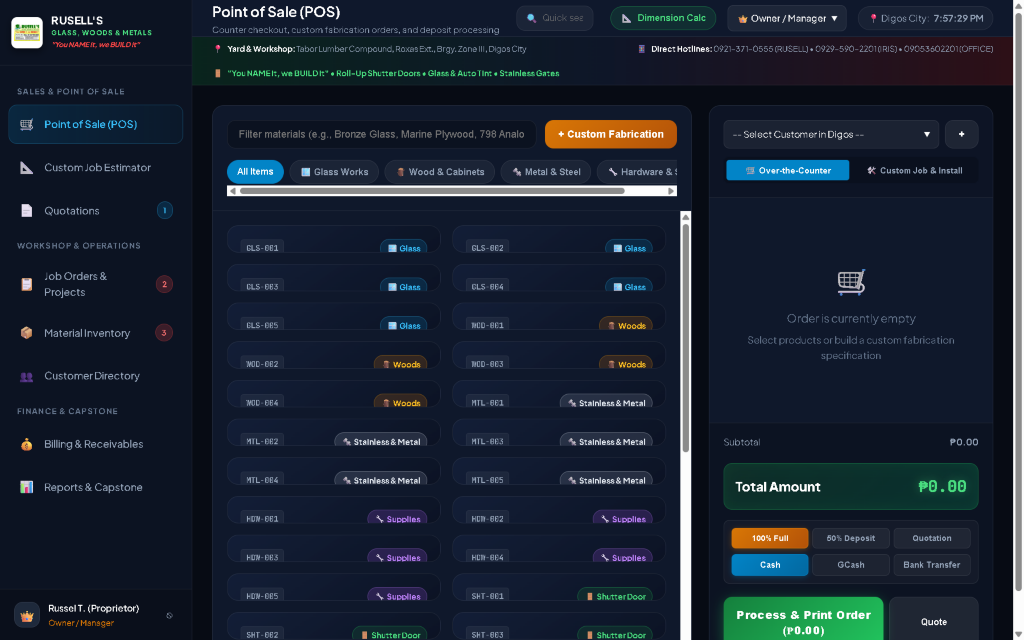 RUSELL'S
GLASS, WOODS & METALS
"You NAME It, we BUILD It"
SALES & POINT OF SALE
Point of Sale (POS)
Custom Job Estimator
Quotations
1
WORKSHOP & OPERATIONS
Job Orders &
Projects
2
Material Inventory
3
Customer Directory
FINANCE & CAPSTONE
Billing & Receivables
Reports & Capstone
Russel T. (Proprietor)
Owner / Manager
Point of Sale (POS)
Counter checkout, custom fabrication orders, and deposit processing
Quick sea
Dimension Calc
Owner / Manager ▼
Digos City: 7:57:29 PM
Yard & Workshop: Tabor Lumber Compound, Roxas Ext., Brgy. Zone III, Digos City
Direct Hotlines: 0921-371-0555 (RUSELL) • 0929-590-2201 (IRIS) • 09053602201 (OFFICE)
"You NAME It, we BUILD It" • Roll-Up Shutter Doors • Glass & Auto Tint • Stainless Gates
Filter materials (e.g., Bronze Glass, Marine Plywood, 798 Analo
+ Custom Fabrication
All Items
Glass Works
Wood & Cabinets
Metal & Steel
Hardware & S
GLS-001 Glass
GLS-002 Glass
GLS-003 Glass
GLS-004 Glass
GLS-005 Glass
WOD-001 Woods
WOD-002 Woods
WOD-003 Woods
WOD-004 Woods
MTL-001 Stainless & Metal
MTL-002 Stainless & Metal
MTL-003 Stainless & Metal
MTL-004 Stainless & Metal
MTL-005 Stainless & Metal
HDW-001 Supplies
HDW-002 Supplies
HDW-003 Supplies
HDW-004 Supplies
HDW-005 Supplies
SHT-001 Shutter Door
SHT-002 Shutter Door
SHT-003 Shutter Door
-- Select Customer in Digos -- ▼
+
Over-the-Counter
Custom Job & Install
Order is currently empty
Select products or build a custom fabrication
specification
Subtotal ₱0.00
Total Amount ₱0.00
100% Full
50% Deposit
Quotation
Cash
GCash
Bank Transfer
Process & Print Order
(₱0.00)
Quote